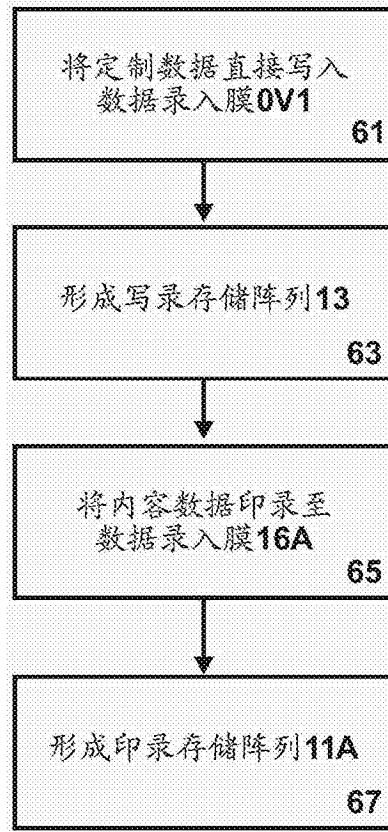 将定制数据直接写入
数据录入膜0V1
61
形成写录存储阵列13
63
将内容数据印录至
数据录入膜16A
65
形成印录存储阵列11A
67